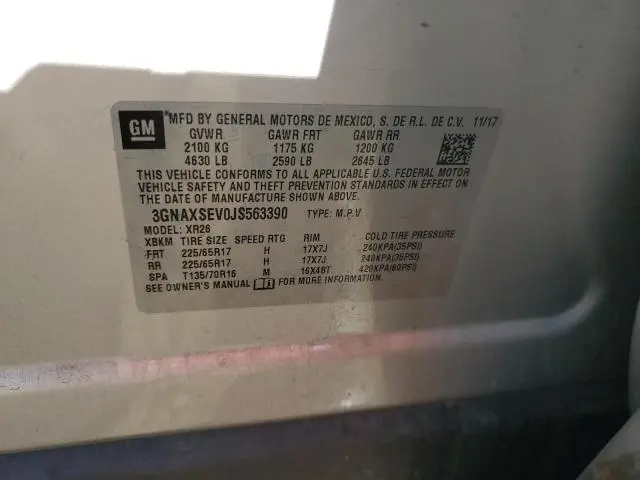 GM
MFD BY GENERAL MOTORS DE MEXICO, S. DE R.L. DE C.V. 11/17
GVWR GAWR FRT GAWR RR
2100 KG 1175 KG 1200 KG
4630 LB 2590 LB 2645 LB
THIS VEHICLE CONFORMS TO ALL APPLICABLE U.S. FEDERAL MOTOR
VEHICLE SAFETY AND THEFT PREVENTION STANDARDS IN EFFECT ON
THE DATE OF MANUFACTURE SHOWN ABOVE.
3GNAXSEV0JS563390 TYPE: M.P.V.
MODEL: XR26
XBKM TIRE SIZE SPEED RTG RIM COLD TIRE PRESSURE
FRT 225/65R17 H 17X7J 240KPA(35PSI)
RR 225/65R17 H 17X7J 240KPA(35PSI)
SPA T135/70R16 M 16X4BT 420KPA(60PSI)
SEE OWNER'S MANUAL FOR MORE INFORMATION.